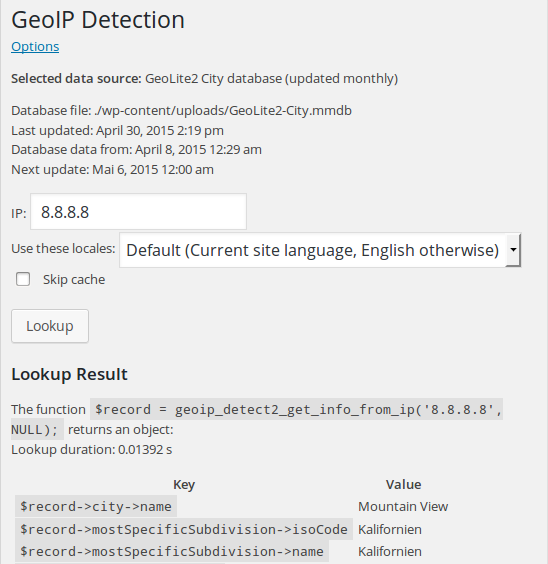 GeoIP Detection
Options
Selected data source: GeoLite2 City database (updated monthly)
Database file: ./wp-content/uploads/GeoLite2-City.mmdb
Last updated: April 30, 2015 2:19 pm
Database data from: April 8, 2015 12:29 am
Next update: Mai 6, 2015 12:00 am
IP: 8.8.8.8
Use these locales: Default (Current site language, English otherwise)
Skip cache
Lookup
Lookup Result
The function $record = geoip_detect2_get_info_from_ip('8.8.8.8',
NULL); returns an object:
Lookup duration: 0.01392 s
Key Value
$record->city->name Mountain View
$record->mostSpecificSubdivision->isoCode Kalifornien
$record->mostSpecificSubdivision->name Kalifornien